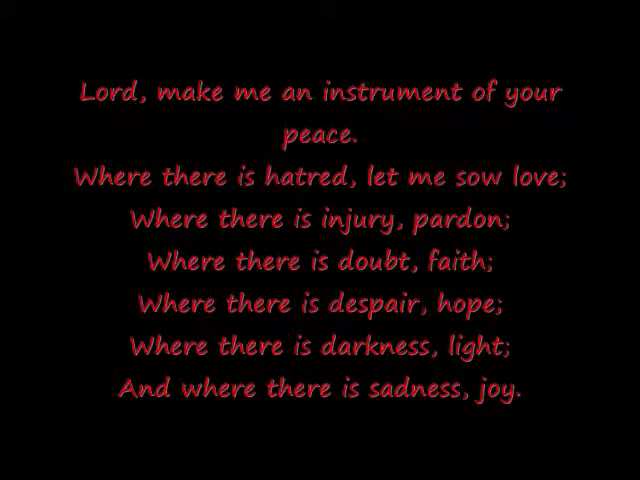 Lord, make me an instrument of your
peace.
Where there is hatred, let me sow love;
Where there is injury, pardon;
Where there is doubt, faith;
Where there is despair, hope;
Where there is darkness, light;
And where there is sadness, joy.